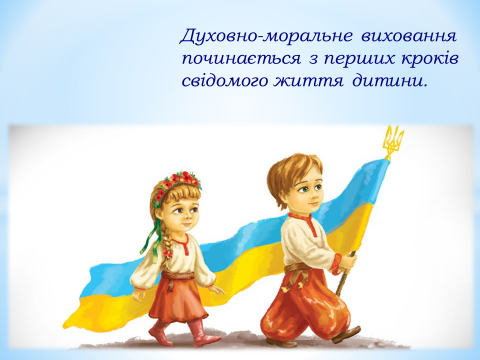 Духовно-моральне виховання
починається з перших кроків
свідомого життя дитини.